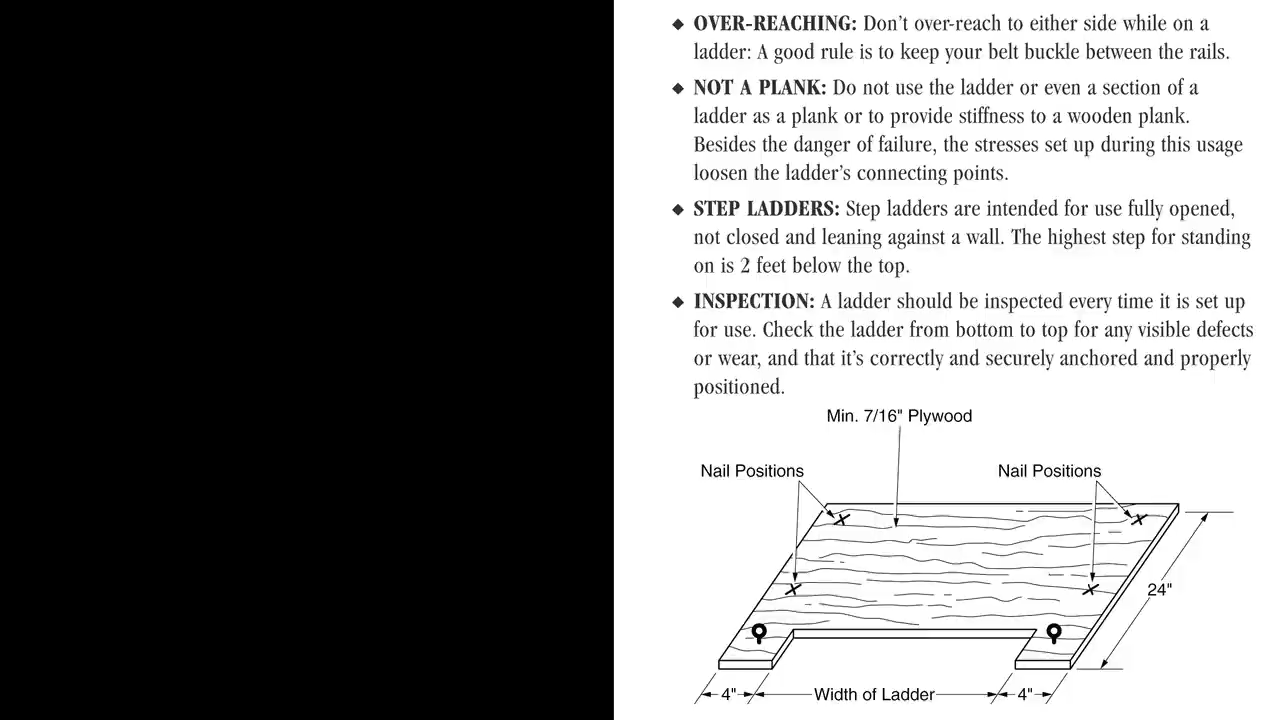 ◆ OVER-REACHING: Don't over-reach to either side while on a
ladder: A good rule is to keep your belt buckle between the rails.
◆ NOT A PLANK: Do not use the ladder or even a section of a
ladder as a plank or to provide stiffness to a wooden plank.
Besides the danger of failure, the stresses set up during this usage
loosen the ladder's connecting points.
◆ STEP LADDERS: Step ladders are intended for use fully opened,
not closed and leaning against a wall. The highest step for standing
on is 2 feet below the top.
◆ INSPECTION: A ladder should be inspected every time it is set up
for use. Check the ladder from bottom to top for any visible defects
or wear, and that it's correctly and securely anchored and properly
positioned.
Min. 7/16" Plywood
Nail Positions
Nail Positions
24"
4"
Width of Ladder
4"